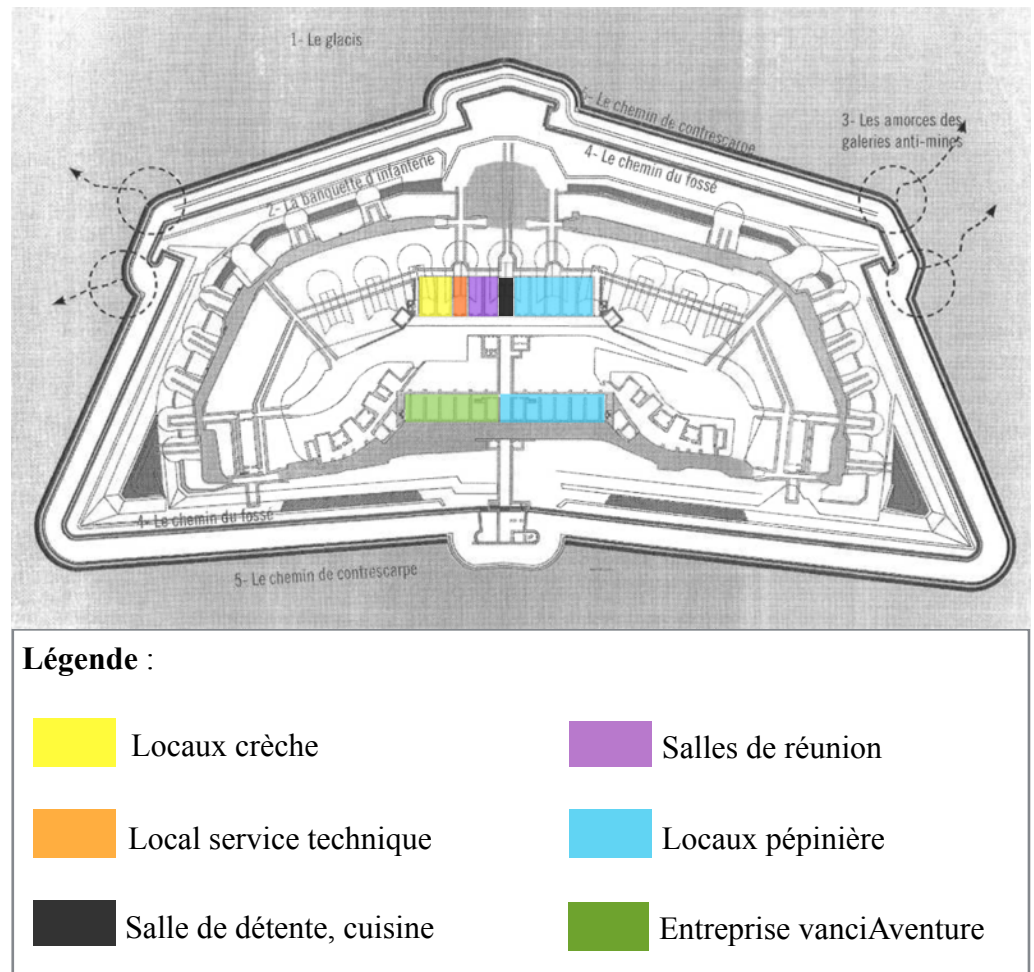 1- Le glacis
6- Le chemin de contrescarpe
3- Les amorces des
galeries anti-mines
4- Le chemin du fossé
2- La banquette d'infanterie
4- Le chemin du fossé
5- Le chemin de contrescarpe
Légende :
Locaux crèche
Salles de réunion
Local service technique
Locaux pépinière
Salle de détente, cuisine
Entreprise vanciAventure